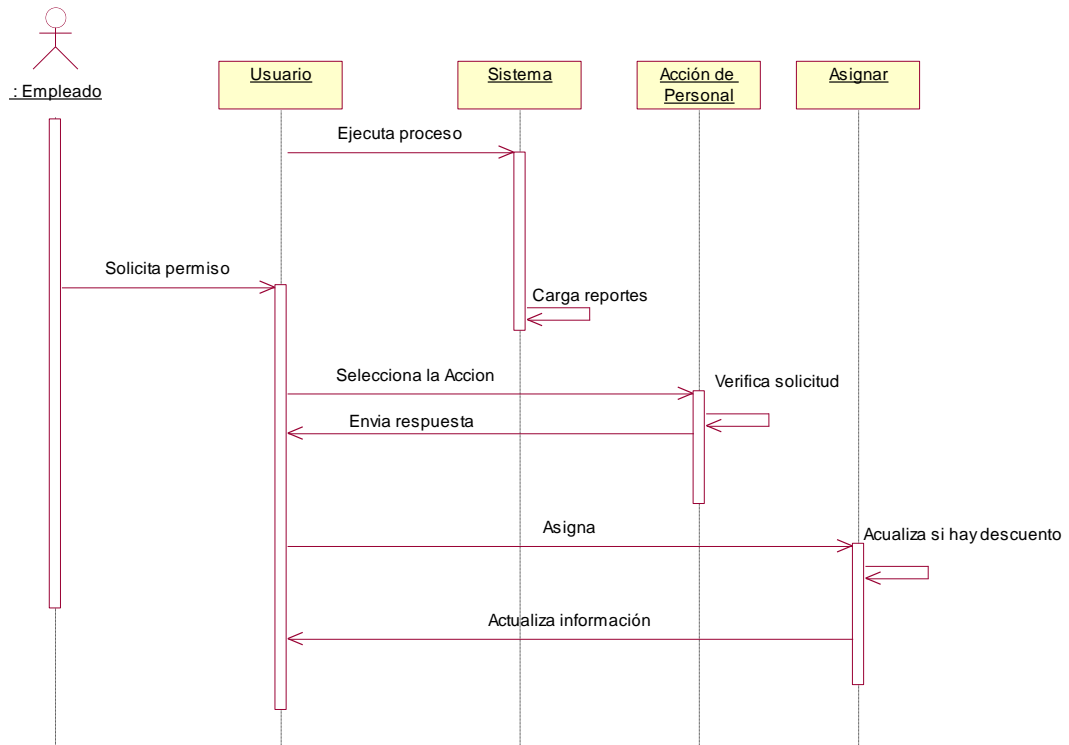 : Empleado
Usuario
Sistema
Acción de
Personal
Asignar
Ejecuta proceso
Solicita permiso
Carga reportes
Selecciona la Accion
Verifica solicitud
Envia respuesta
Asigna
Acualiza si hay descuento
Actualiza información